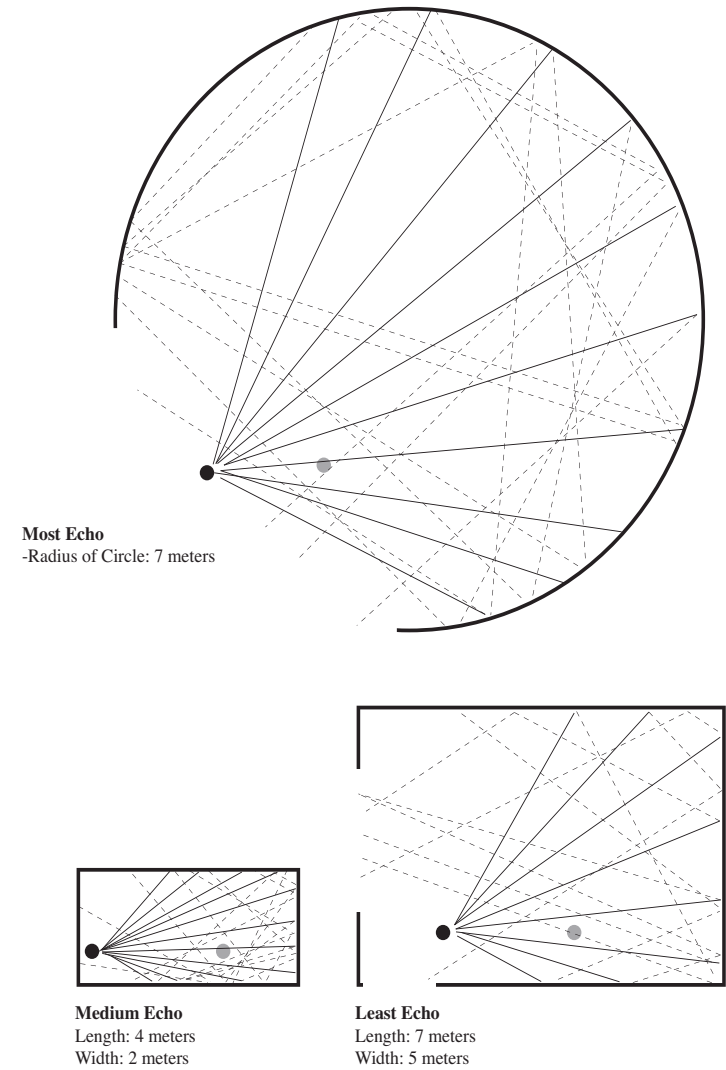 Most Echo
-Radius of Circle: 7 meters
Medium Echo
Length: 4 meters
Width: 2 meters
Least Echo
Length: 7 meters
Width: 5 meters